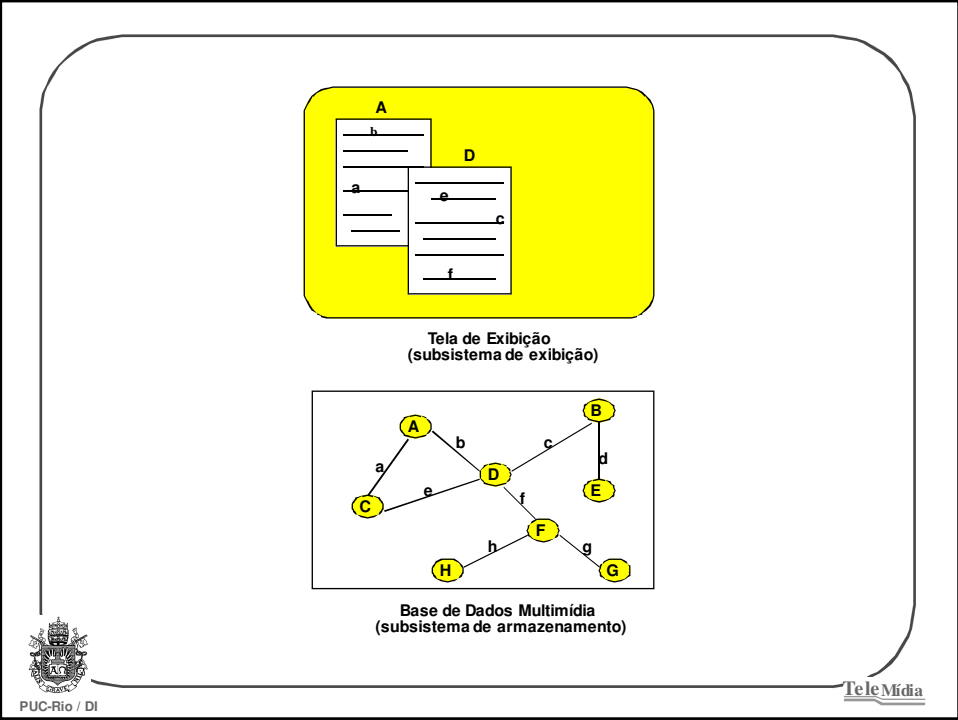 A
b
D
a
e
c
f
Tela de Exibição
(subsistema de exibição)
B
A
b
c
a
d
D
e
E
f
C
F
h
g
H
G
Base de Dados Multimídia
(subsistema de armazenamento)
PUC-Rio / DI
TeleMídia